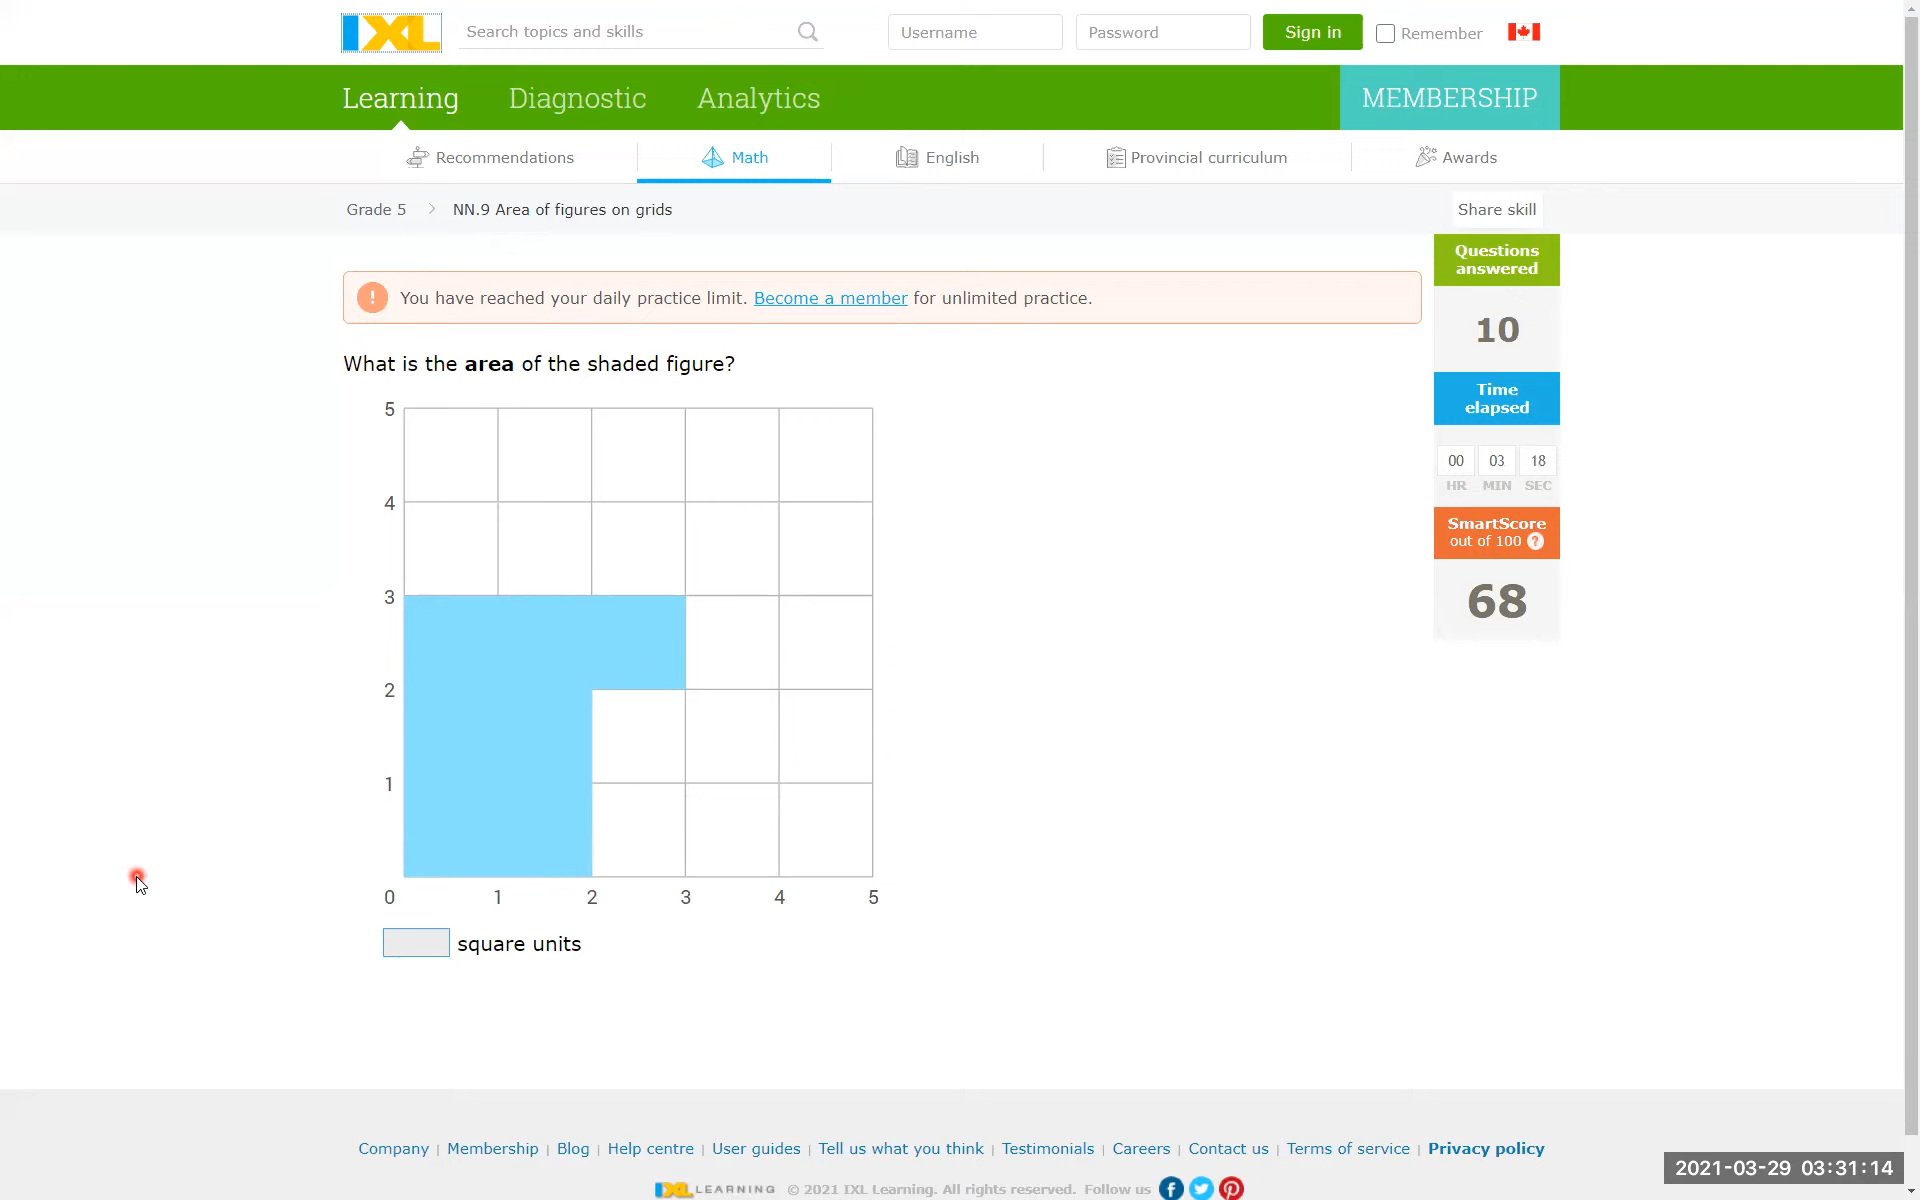 IXL Search topics and skills Username Password Sign in Remember
Learning Diagnostic Analytics MEMBERSHIP
Recommendations Math English Provincial curriculum Awards
Grade 5 > NN.9 Area of figures on grids Share skill
Questions
answered
10
Time
elapsed
00 03 18
HR MIN SEC
SmartScore
out of 100 ?
68
! You have reached your daily practice limit. Become a member for unlimited practice.
What is the area of the shaded figure?
5
4
3
2
1
0 1 2 3 4 5
square units
Company | Membership | Blog | Help centre | User guides | Tell us what you think | Testimonials | Careers | Contact us | Terms of service | Privacy policy
IXL LEARNING © 2021 IXL Learning. All rights reserved. Follow us
2021-03-29 03:31:14